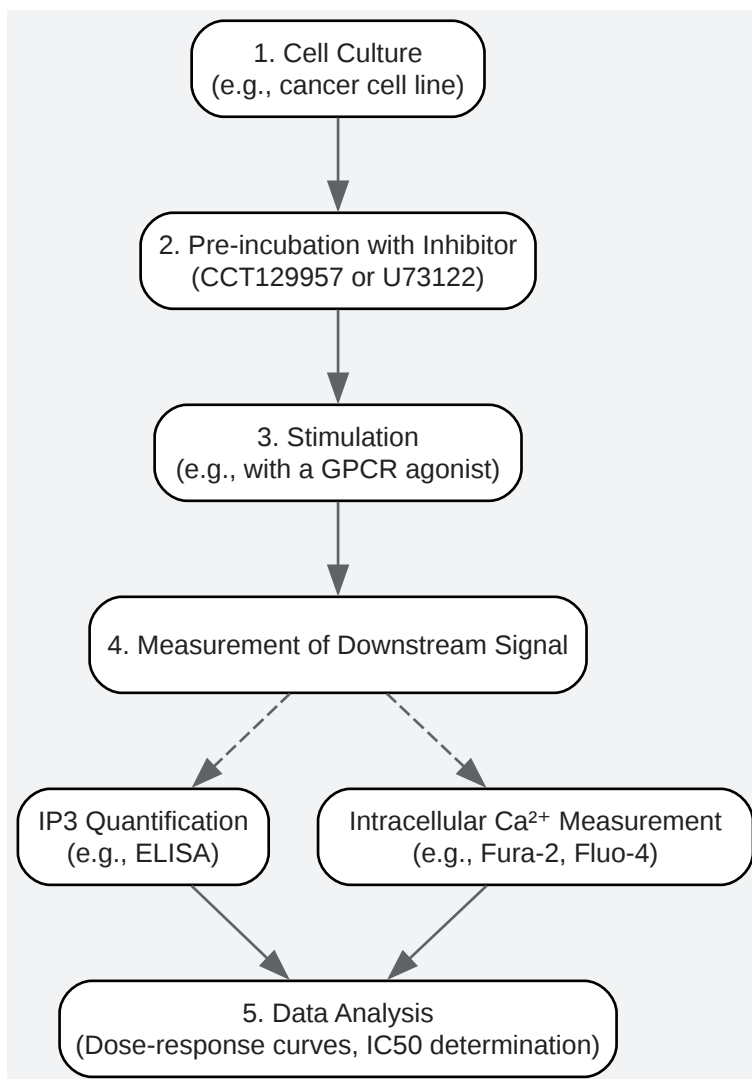 1. Cell Culture
(e.g., cancer cell line)
2. Pre-incubation with Inhibitor
(CCT129957 or U73122)
3. Stimulation
(e.g., with a GPCR agonist)
4. Measurement of Downstream Signal
IP3 Quantification
(e.g., ELISA)
Intracellular Ca²⁺ Measurement
(e.g., Fura-2, Fluo-4)
5. Data Analysis
(Dose-response curves, IC50 determination)